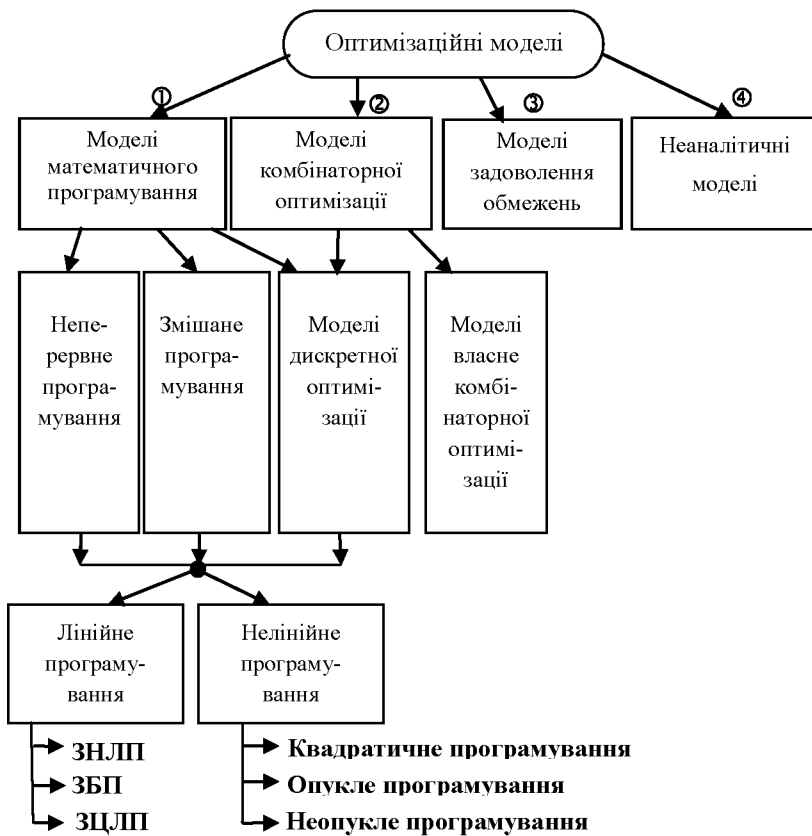 Оптимізаційні моделі
①
②
③
④
Моделі
математичного
програмування
Моделі
комбінаторної
оптимізації
Моделі
задоволення
обмежень
Неаналітичні
моделі
Непе-
рервне
програ-
мування
Змішане
програ-
мування
Моделі
дискретної
оптимі-
зації
Моделі
власне
комбі-
наторної
оптимі-
зації
Лінійне
програму-
вання
Нелінійне
програму-
вання
ЗНЛП
ЗБП
ЗЦЛП
Квадратичне програмування
Опукле програмування
Неопукле програмування